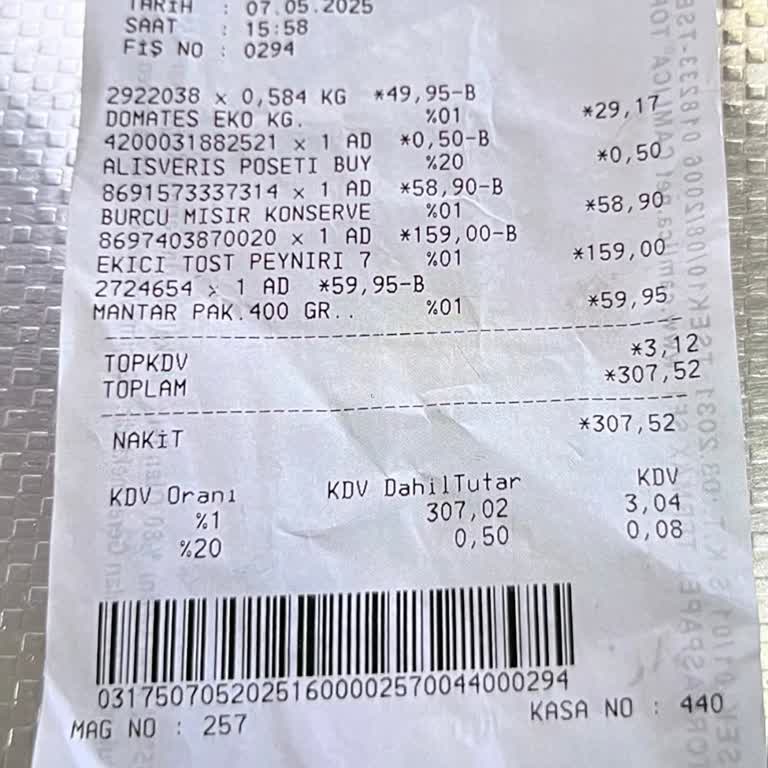 TARİH : 07.05.2025
SAAT : 15:58
FİŞ NO : 0294
2922038 x 0,584 KG *49,95-B
DOMATES EKO KG. %01 *29,17
4200031882521 x 1 AD *0,50-B
ALISVERIS POSETI BUY %20 *0,50
8691573337314 x 1 AD *58,90-B
BURCU MISIR KONSERVE %01 *58,90
8697403870020 x 1 AD *159,00-B
EKICI TOST PEYNIRI 7 %01 *159,00
2724654 x 1 AD *59,95-B
MANTAR PAK.400 GR.. %01 *59,95
TOPKDV *3,12
TOPLAM *307,52
NAKİT *307,52
KDV Oranı KDV DahilTutar KDV
%1 307,02 3,04
%20 0,50 0,08
03175070520251600002570044000294
MAG NO : 257 KASA NO : 440